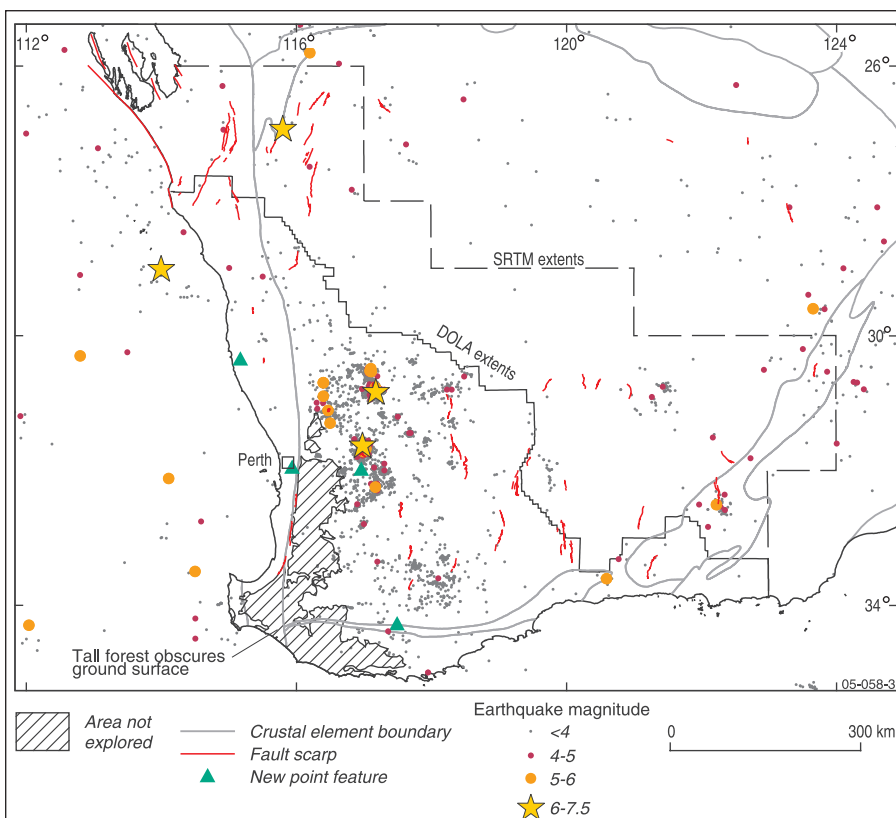 112°
116°
120°
124°
26°
SRTM extents
30°
DOLA extents
Perth
34°
Tall forest obscures
ground surface
05-058-3
Area not
explored
Crustal element boundary
Fault scarp
New point feature
Earthquake magnitude
<4
4-5
5-6
6-7.5
0
300 km